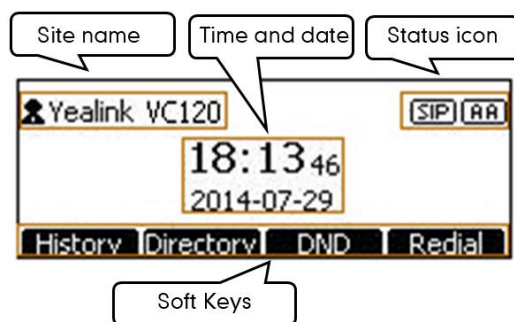 Site name
Time and date
Status icon
Yealink VC120
SIP AA
18:13 46
2014-07-29
History Directory DND Redial
Soft Keys